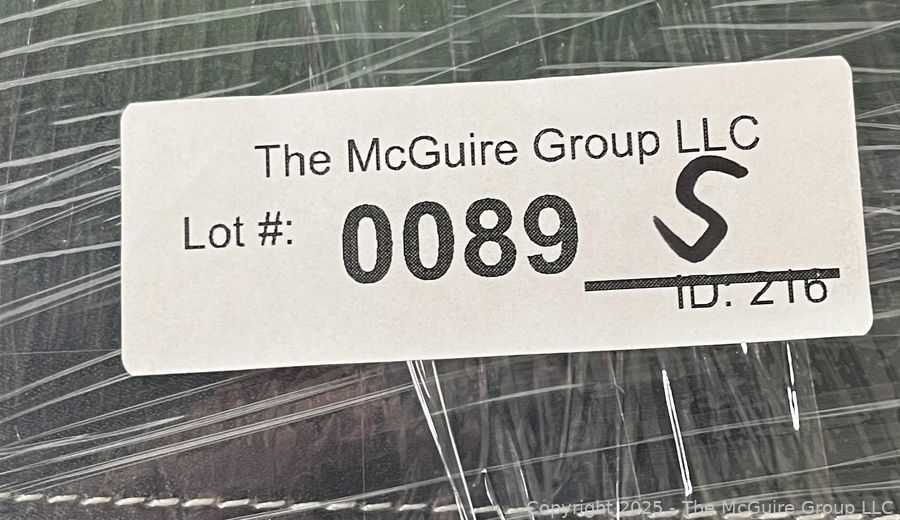 The McGuire Group LLC
Lot #: 0089 S
ID: 216
Copyright 2025 - The McGuire Group LLC